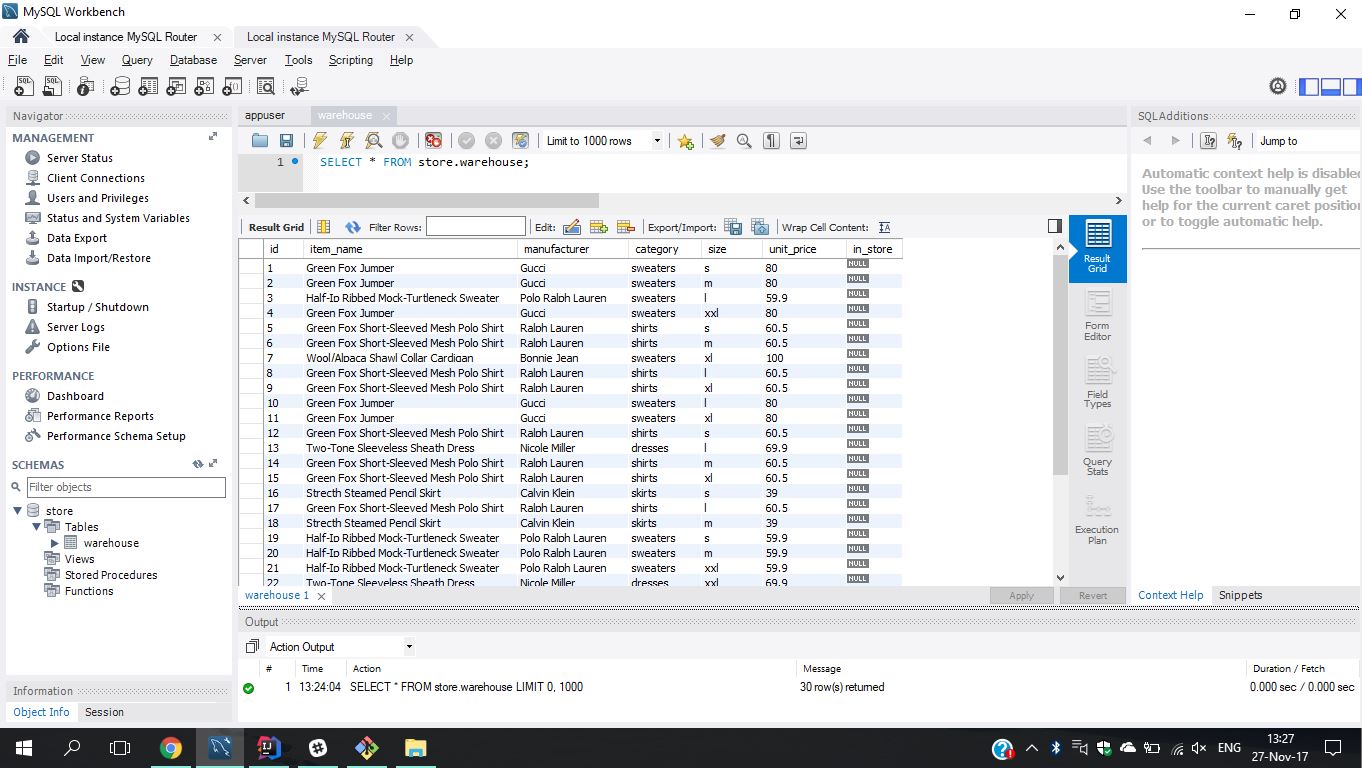 MySQL Workbench
Local instance MySQL Router
Local instance MySQL Router
File Edit View Query Database Server Tools Scripting Help
Navigator
MANAGEMENT
Server Status
Client Connections
Users and Privileges
Status and System Variables
Data Export
Data Import/Restore
INSTANCE
Startup / Shutdown
Server Logs
Options File
PERFORMANCE
Dashboard
Performance Reports
Performance Schema Setup
SCHEMAS
Filter objects
store
Tables
warehouse
Views
Stored Procedures
Functions
Information
Object Info Session
appuser warehouse
Limit to 1000 rows
1 SELECT * FROM store.warehouse;
Result Grid Filter Rows: Edit: Export/Import: Wrap Cell Content: IA
id item_name manufacturer category size unit_price in_store
1 Green Fox Jumper Gucci sweaters s 80 NULL
2 Green Fox Jumper Gucci sweaters m 80 NULL
3 Half-Ip Ribbed Mock-Turtleneck Sweater Polo Ralph Lauren sweaters l 59.9 NULL
4 Green Fox Jumper Gucci sweaters xxl 80 NULL
5 Green Fox Short-Sleeved Mesh Polo Shirt Ralph Lauren shirts s 60.5 NULL
6 Green Fox Short-Sleeved Mesh Polo Shirt Ralph Lauren shirts m 60.5 NULL
7 Wool/Alpaca Shawl Collar Cardigan Bonnie Jean sweaters xl 100 NULL
8 Green Fox Short-Sleeved Mesh Polo Shirt Ralph Lauren shirts l 60.5 NULL
9 Green Fox Short-Sleeved Mesh Polo Shirt Ralph Lauren shirts xl 60.5 NULL
10 Green Fox Jumper Gucci sweaters l 80 NULL
11 Green Fox Jumper Gucci sweaters xl 80 NULL
12 Green Fox Short-Sleeved Mesh Polo Shirt Ralph Lauren shirts s 60.5 NULL
13 Two-Tone Sleeveless Sheath Dress Nicole Miller dresses l 69.9 NULL
14 Green Fox Short-Sleeved Mesh Polo Shirt Ralph Lauren shirts m 60.5 NULL
15 Green Fox Short-Sleeved Mesh Polo Shirt Ralph Lauren shirts xl 60.5 NULL
16 Strecth Steamed Pencil Skirt Calvin Klein skirts s 39 NULL
17 Green Fox Short-Sleeved Mesh Polo Shirt Ralph Lauren shirts l 60.5 NULL
18 Strecth Steamed Pencil Skirt Calvin Klein skirts m 39 NULL
19 Half-Ip Ribbed Mock-Turtleneck Sweater Polo Ralph Lauren sweaters s 59.9 NULL
20 Half-Ip Ribbed Mock-Turtleneck Sweater Polo Ralph Lauren sweaters m 59.9 NULL
21 Half-Ip Ribbed Mock-Turtleneck Sweater Polo Ralph Lauren sweaters xxl 59.9 NULL
22 Two-Tone Sleeveless Sheath Dress Nicole Miller dresses xxl 69.9 NULL
Result Grid
Form Editor
Field Types
Query Stats
Execution Plan
warehouse 1
Apply Revert
SQLAdditions
Jump to
Automatic context help is disabled
Use the toolbar to manually get
help for the current caret position
or to toggle automatic help.
Context Help Snippets
Output
Action Output
# Time Action Message Duration / Fetch
1 13:24:04 SELECT * FROM store.warehouse LIMIT 0, 1000 30 row(s) returned 0.000 sec / 0.000 sec
ENG
13:27
27-Nov-17